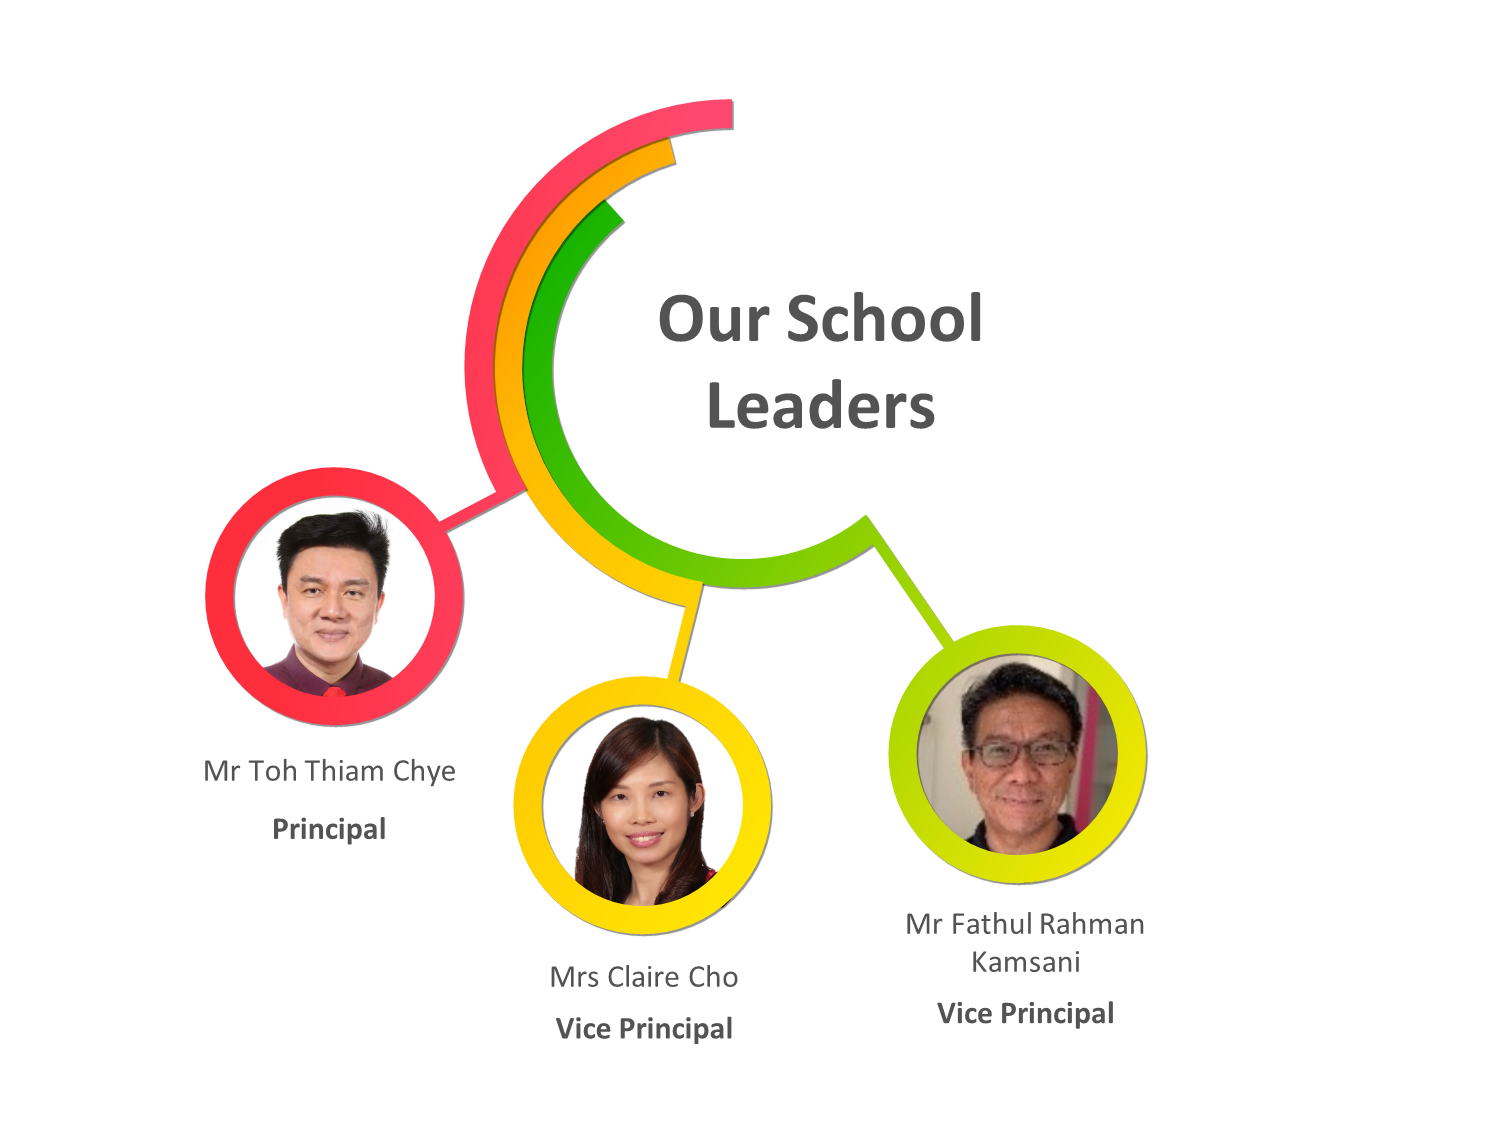 Our School
Leaders
Mr Toh Thiam Chye
Principal
Mrs Claire Cho
Vice Principal
Mr Fathul Rahman
Kamsani
Vice Principal